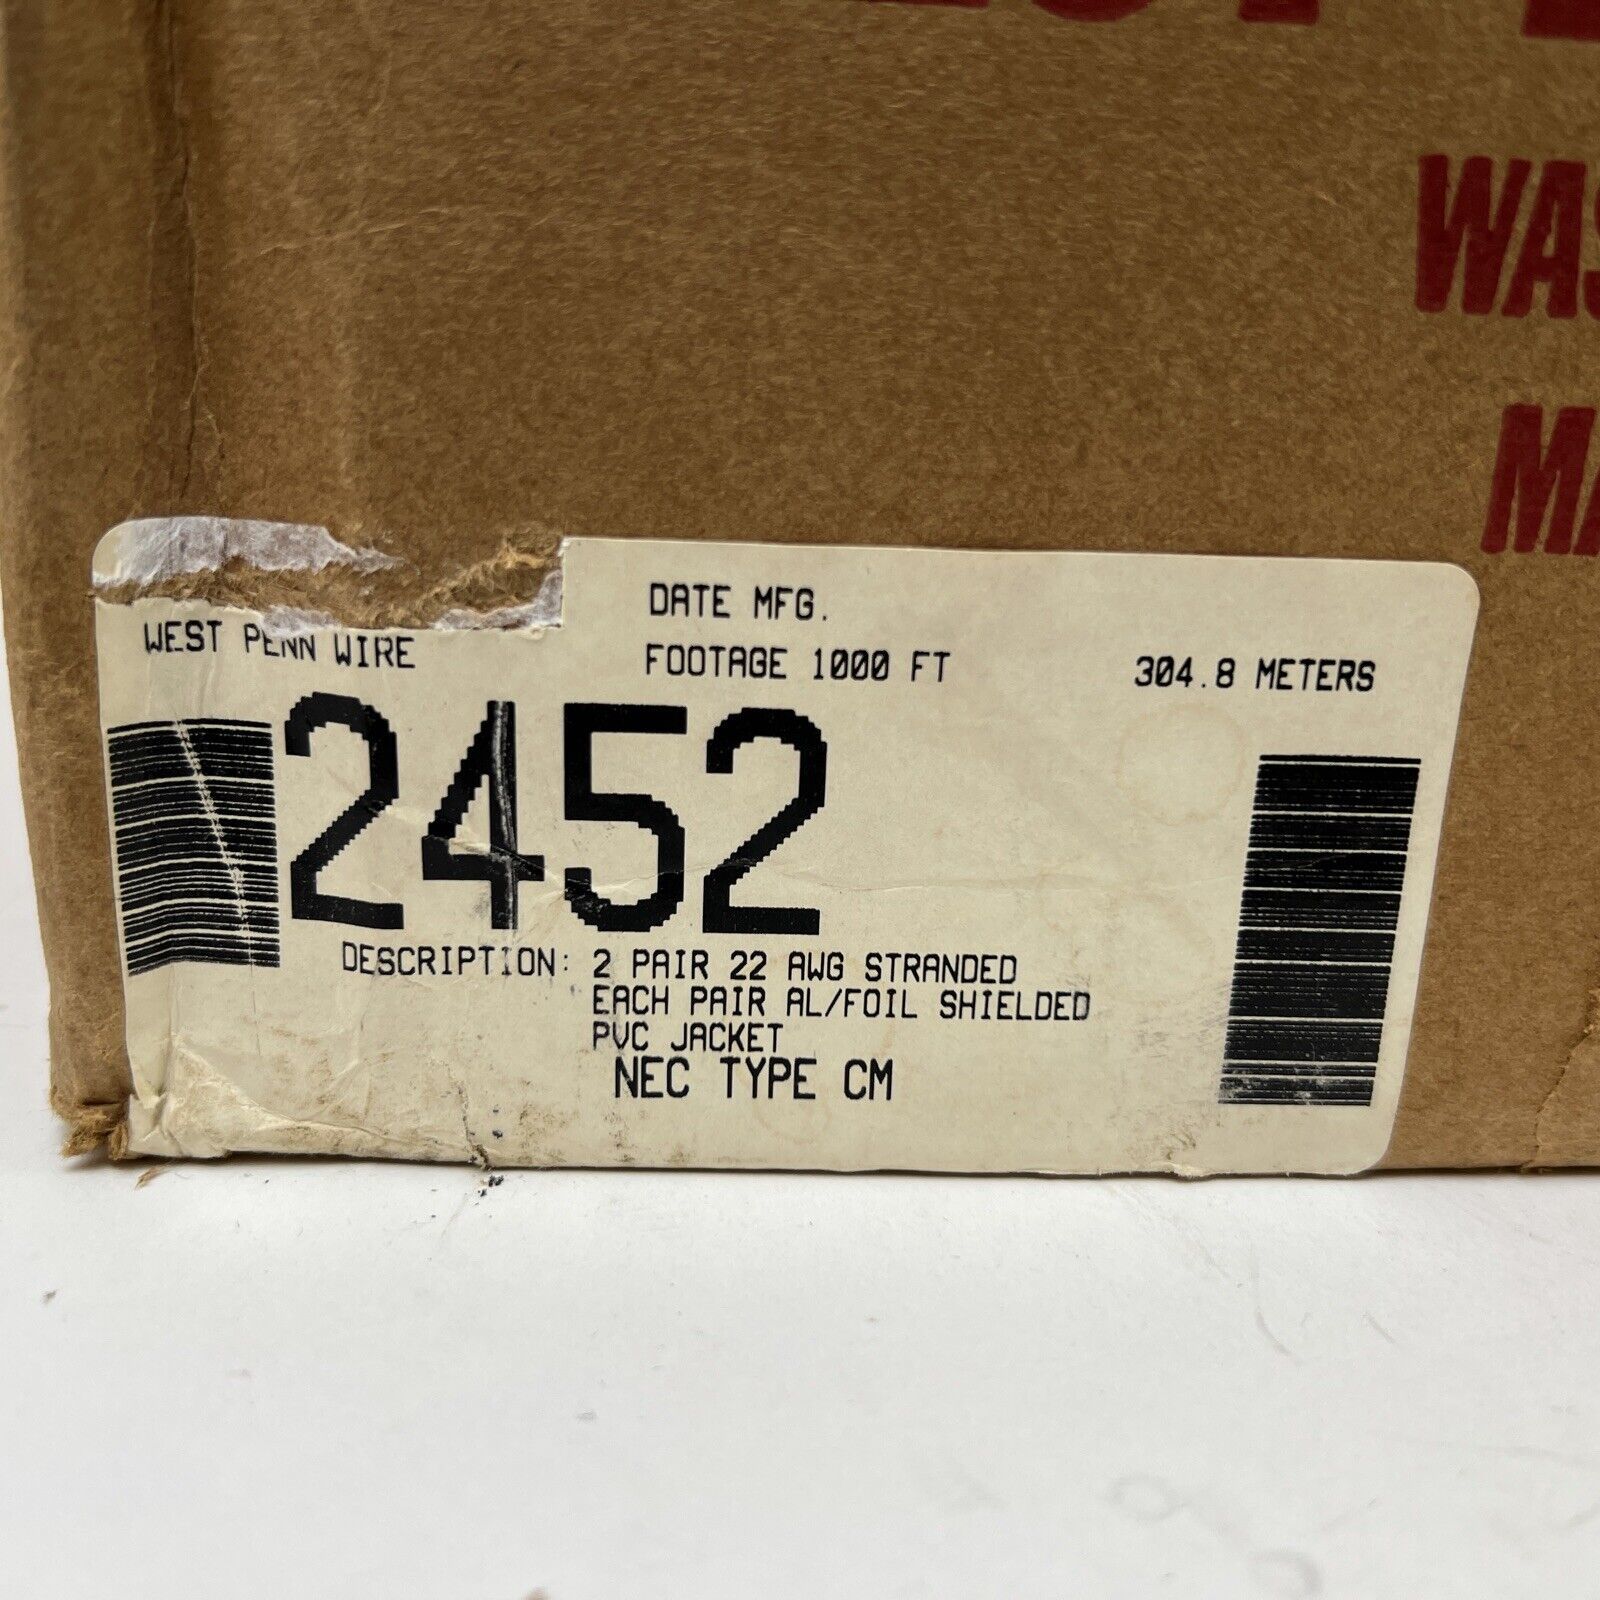 WAS
MA
DATE MFG.
WEST PENN WIRE
FOOTAGE 1000 FT 304.8 METERS
2452
DESCRIPTION: 2 PAIR 22 AWG STRANDED
EACH PAIR AL/FOIL SHIELDED
PVC JACKET
NEC TYPE CM